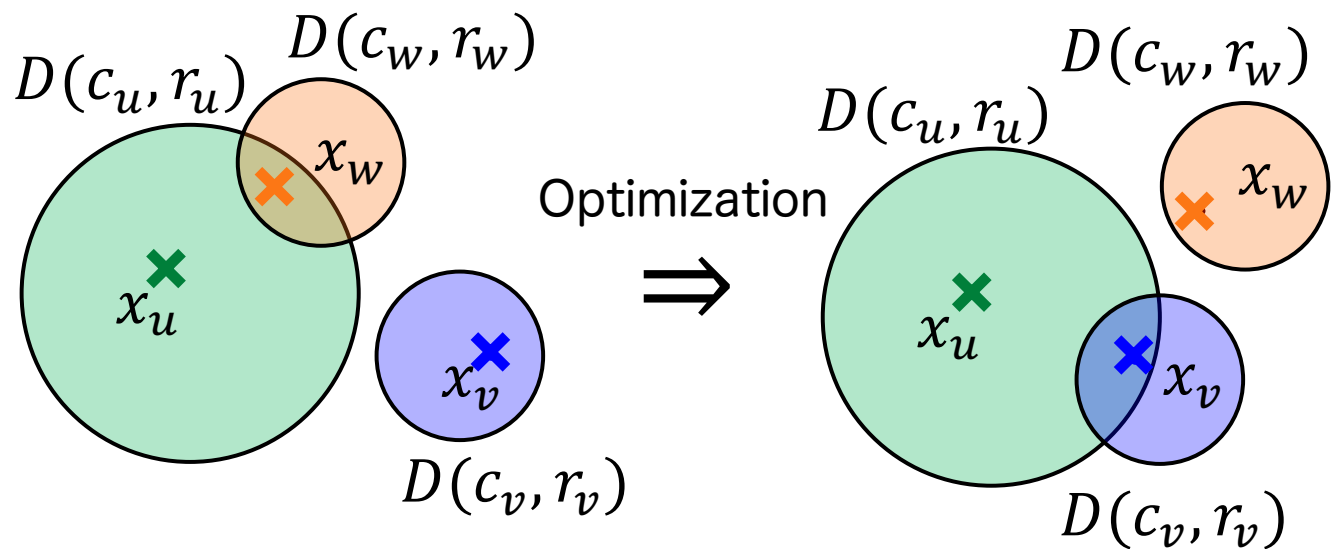 D(c_w, r_w)
D(c_u, r_u)
x_w
x_u
x_v
D(c_v, r_v)
Optimization
⇒
D(c_w, r_w)
D(c_u, r_u)
x_w
x_u
x_v
D(c_v, r_v)